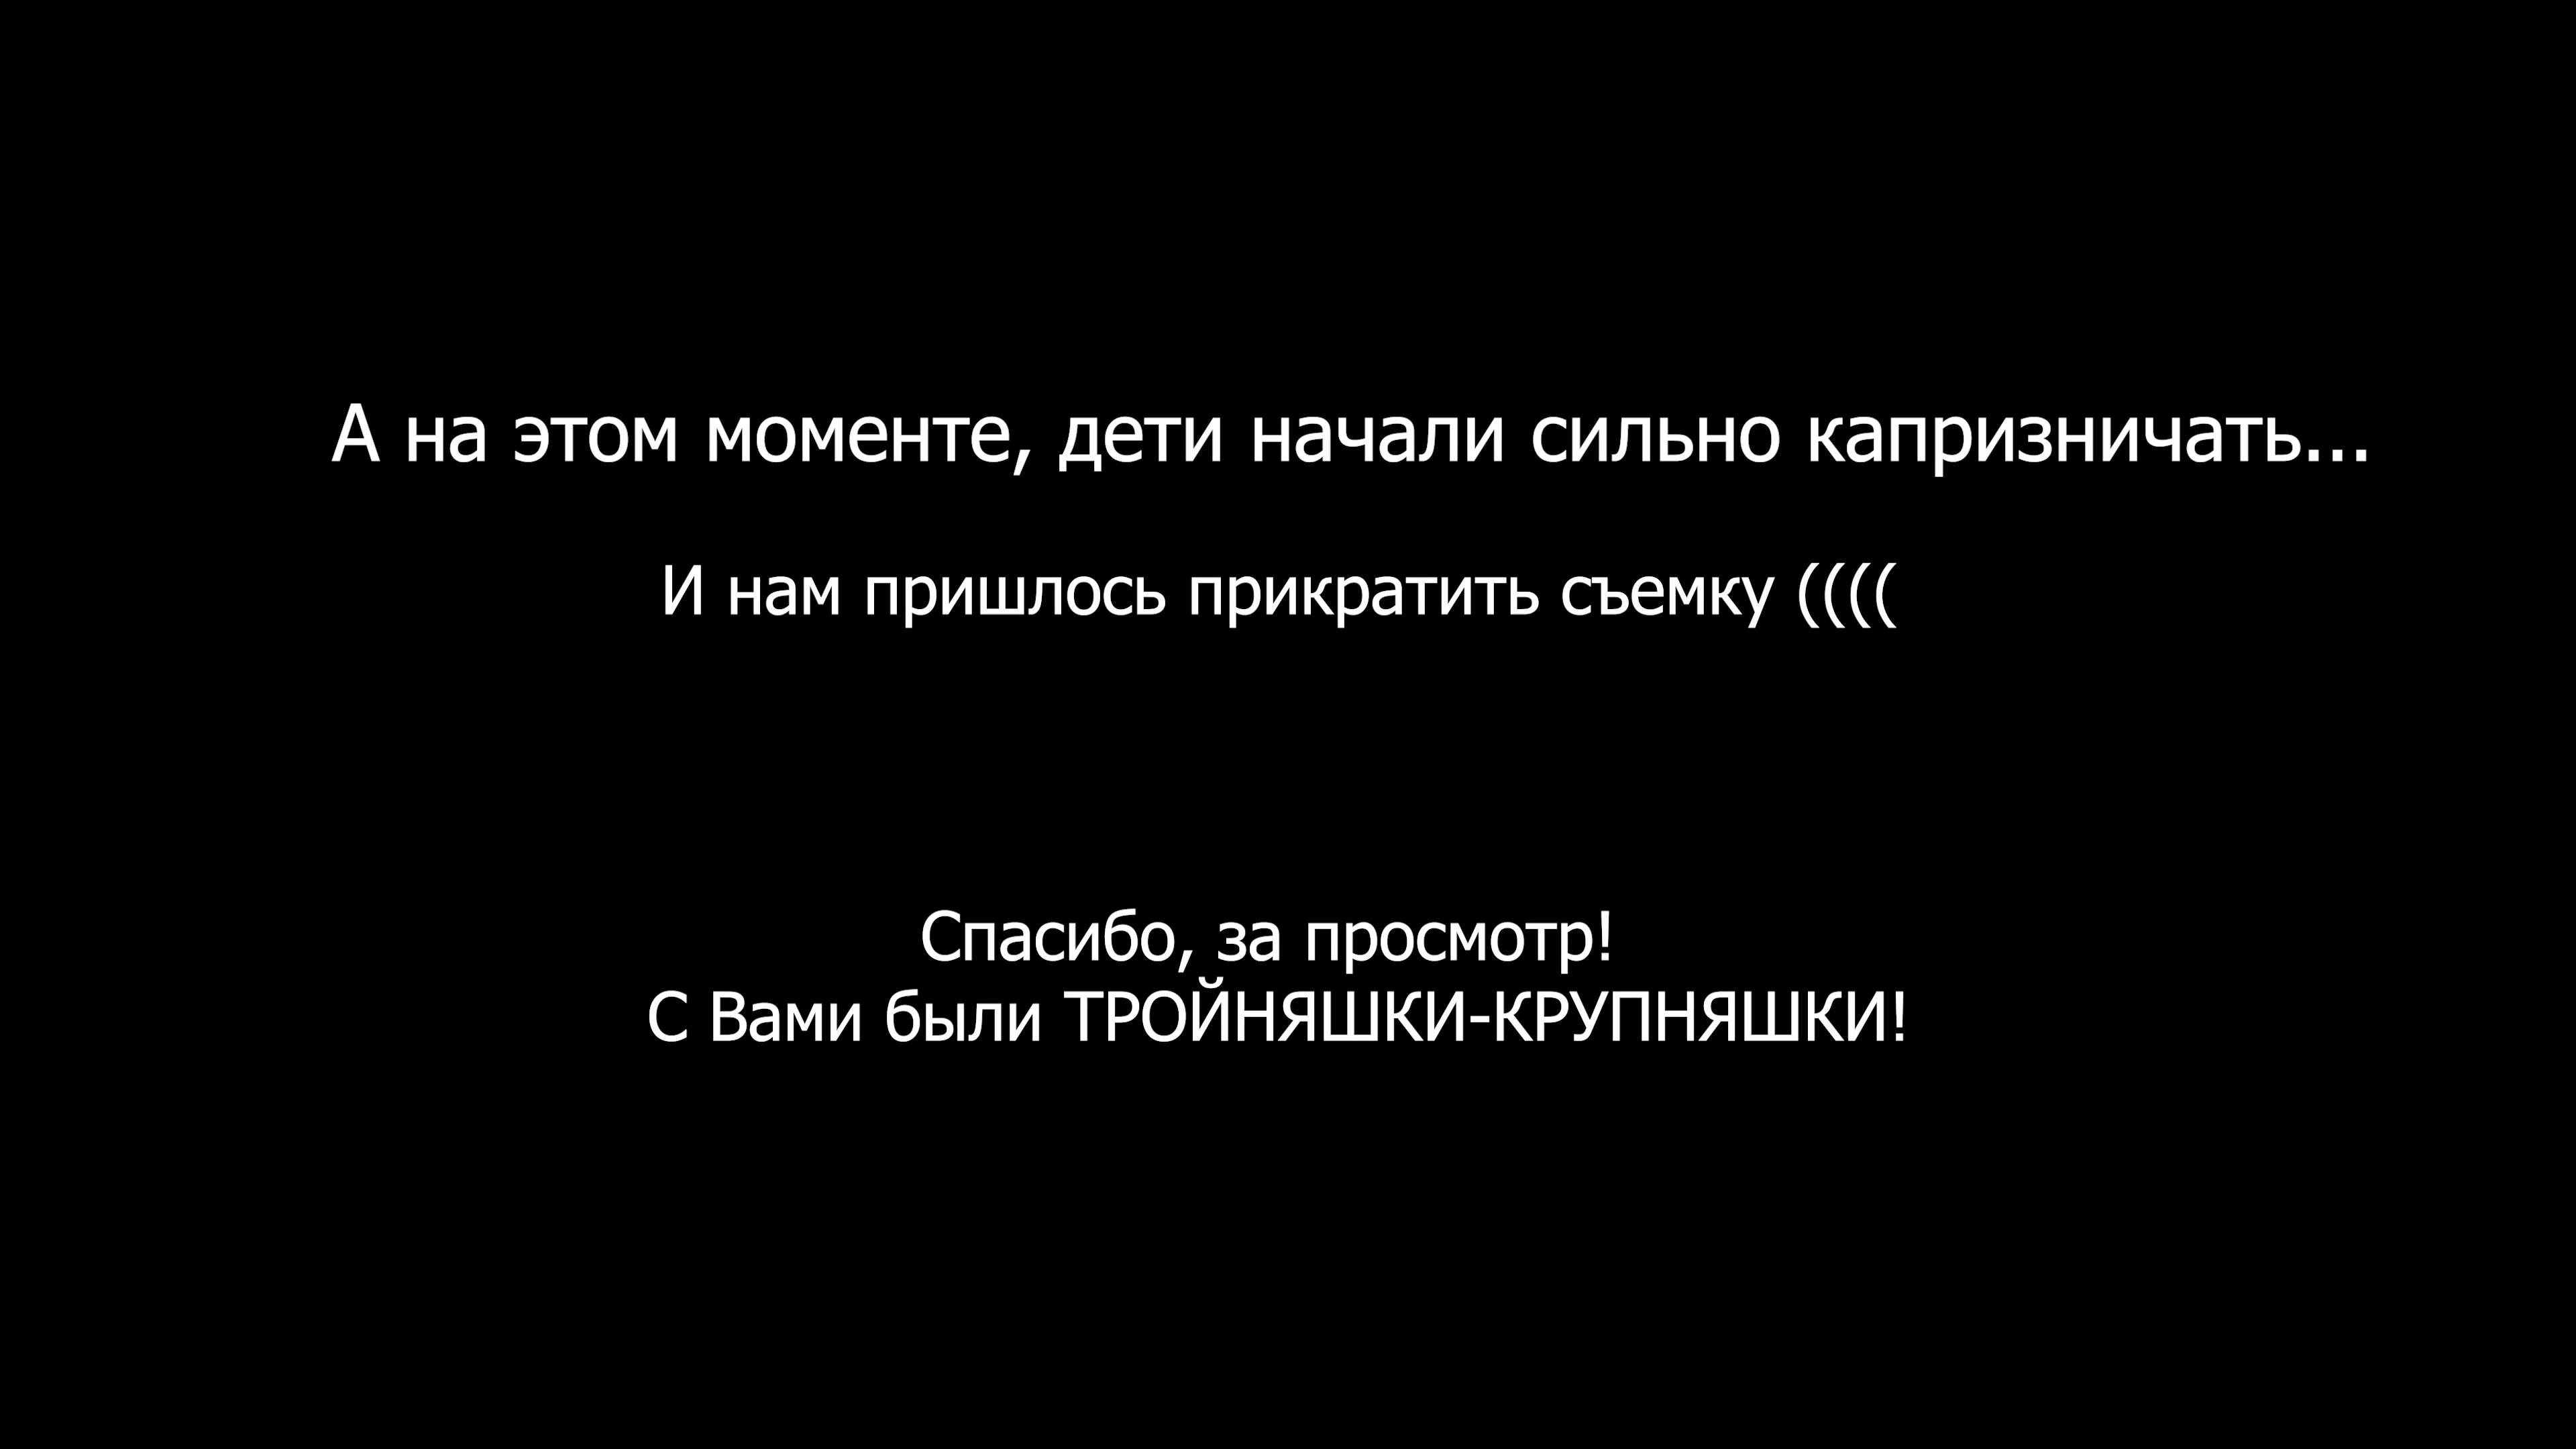 А на этом моменте, дети начали сильно капризничать...
И нам пришлось прикратить съемку ((((
Спасибо, за просмотр!
С Вами были ТРОЙНЯШКИ-КРУПНЯШКИ!